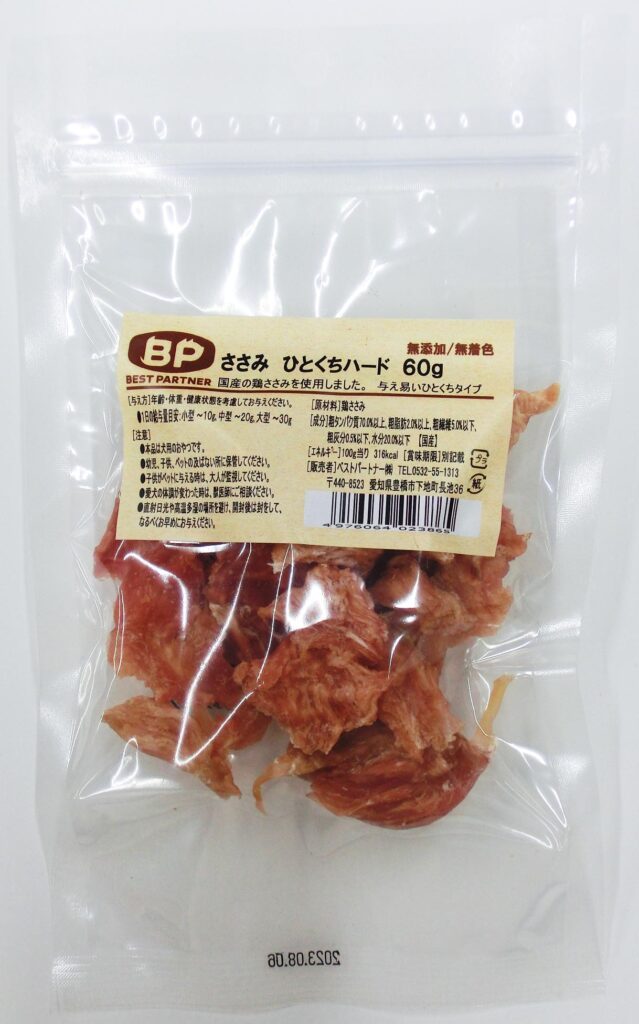 BP
BEST PARTNER
無添加/無着色
ささみ ひとくちハード 60g
国産の鶏ささみを使用しました。 与え易いひとくちタイプ
[与え方]年齢・体重・健康状態を考慮してお与えください。
●1日の給与量目安:小型 ～10g、中型 ～20g、大型 ～30g
[注意]
●本品は犬用のおやつです。
●幼児、子供、ペットの及ばない所に保管してください。
●子供がペットに与える時は、大人が監視してください。
●愛犬の体調が変わった時は、獣医師にご相談ください。
●直射日光や高温多湿の場所を避け、開封後は封をして、
なるべくお早めにお与えください。
[原材料]鶏ささみ
[成分]粗タンパク質70.0%以上、粗脂肪2.0%以上、粗繊維5.0%以下、
粗灰分0.5%以下、水分20.0%以下 [国産]
[エネルギー]100g当り 316kcal [賞味期限]別記載
[販売者]ベストパートナー㈱ TEL.0532-55-1313
〒440-8523 愛知県豊橋市下地町長池36
プラ
紙
4976064023865
2023.08.06